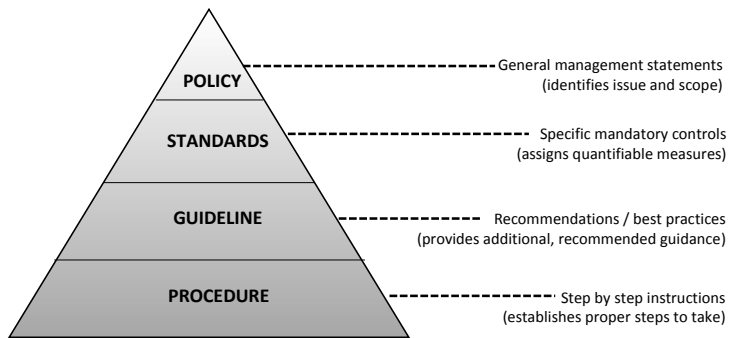 POLICY
General management statements
(identifies issue and scope)
STANDARDS
Specific mandatory controls
(assigns quantifiable measures)
GUIDELINE
Recommendations / best practices
(provides additional, recommended guidance)
PROCEDURE
Step by step instructions
(establishes proper steps to take)